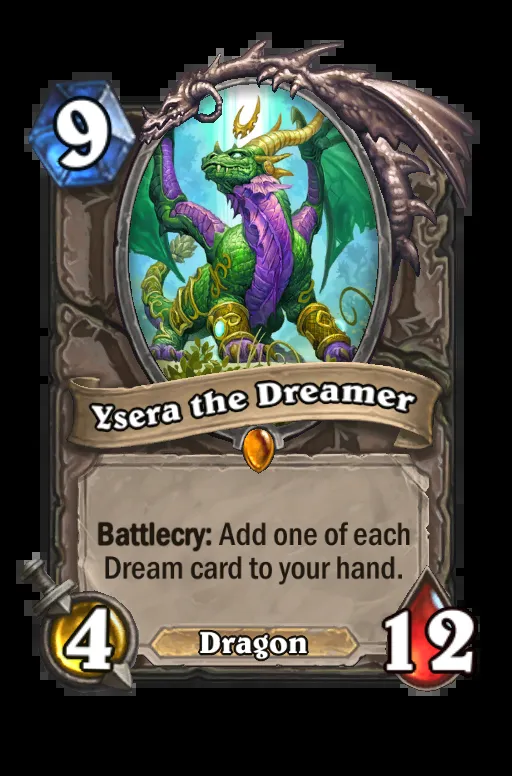 9
Ysera the Dreamer
Battlecry: Add one of each
Dream card to your hand.
4
Dragon
12